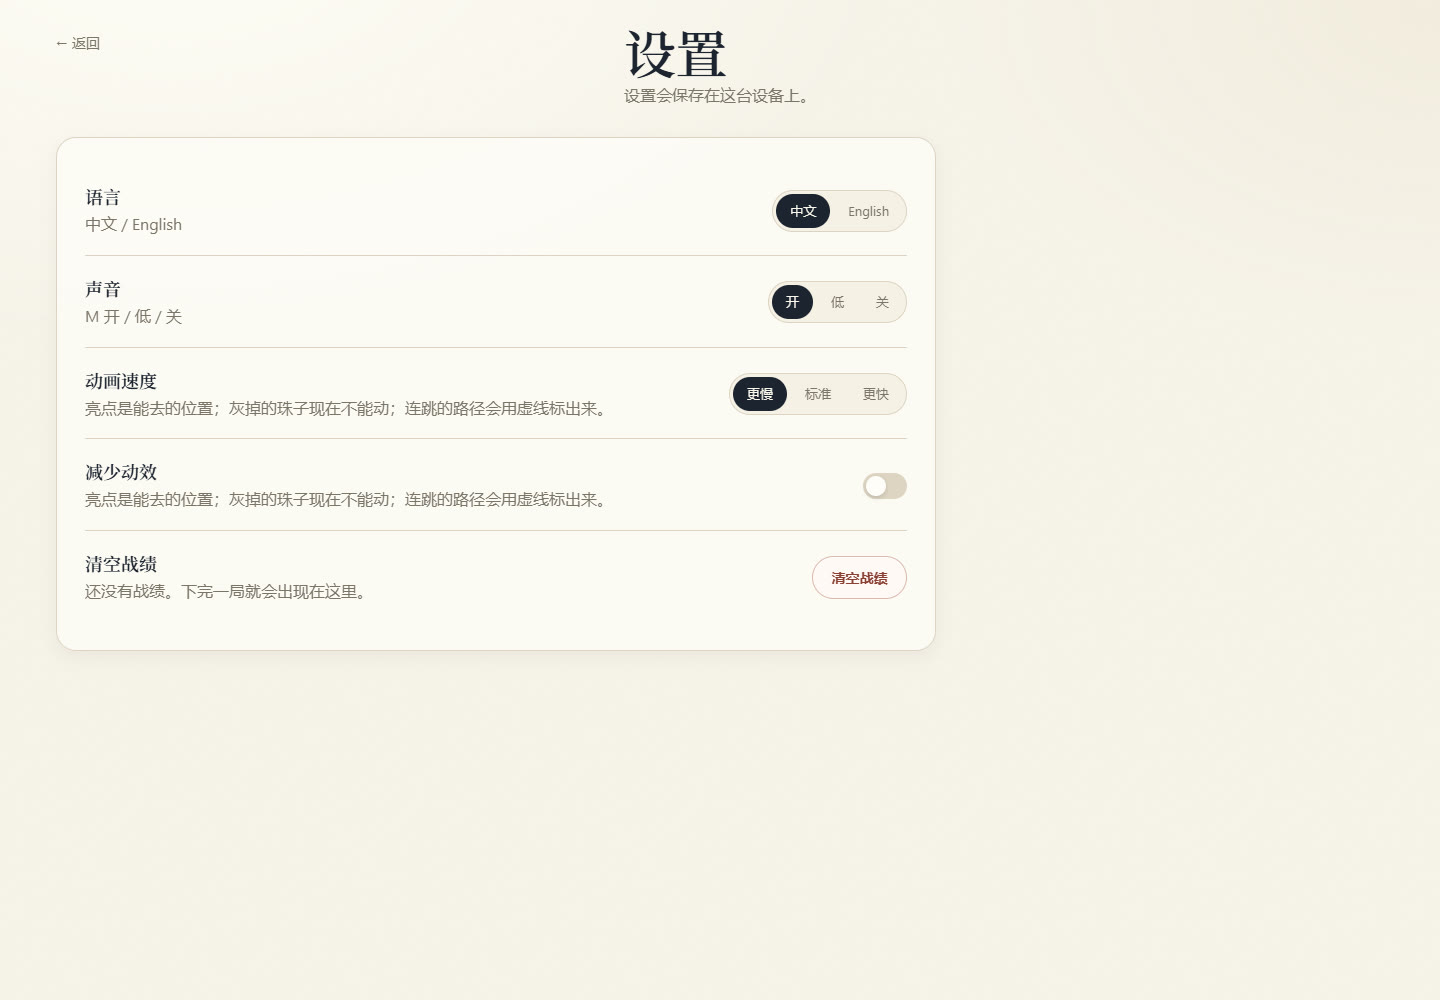 ← 返回
设置
设置会保存在这台设备上。
语言
中文 / English
中文 English
声音
M 开 / 低 / 关
开 低 关
动画速度
亮点是能去的位置；灰掉的珠子现在不能动；连跳的路径会用虚线标出来。
更慢 标准 更快
减少动效
亮点是能去的位置；灰掉的珠子现在不能动；连跳的路径会用虚线标出来。
清空战绩
还没有战绩。下完一局就会出现在这里。
清空战绩